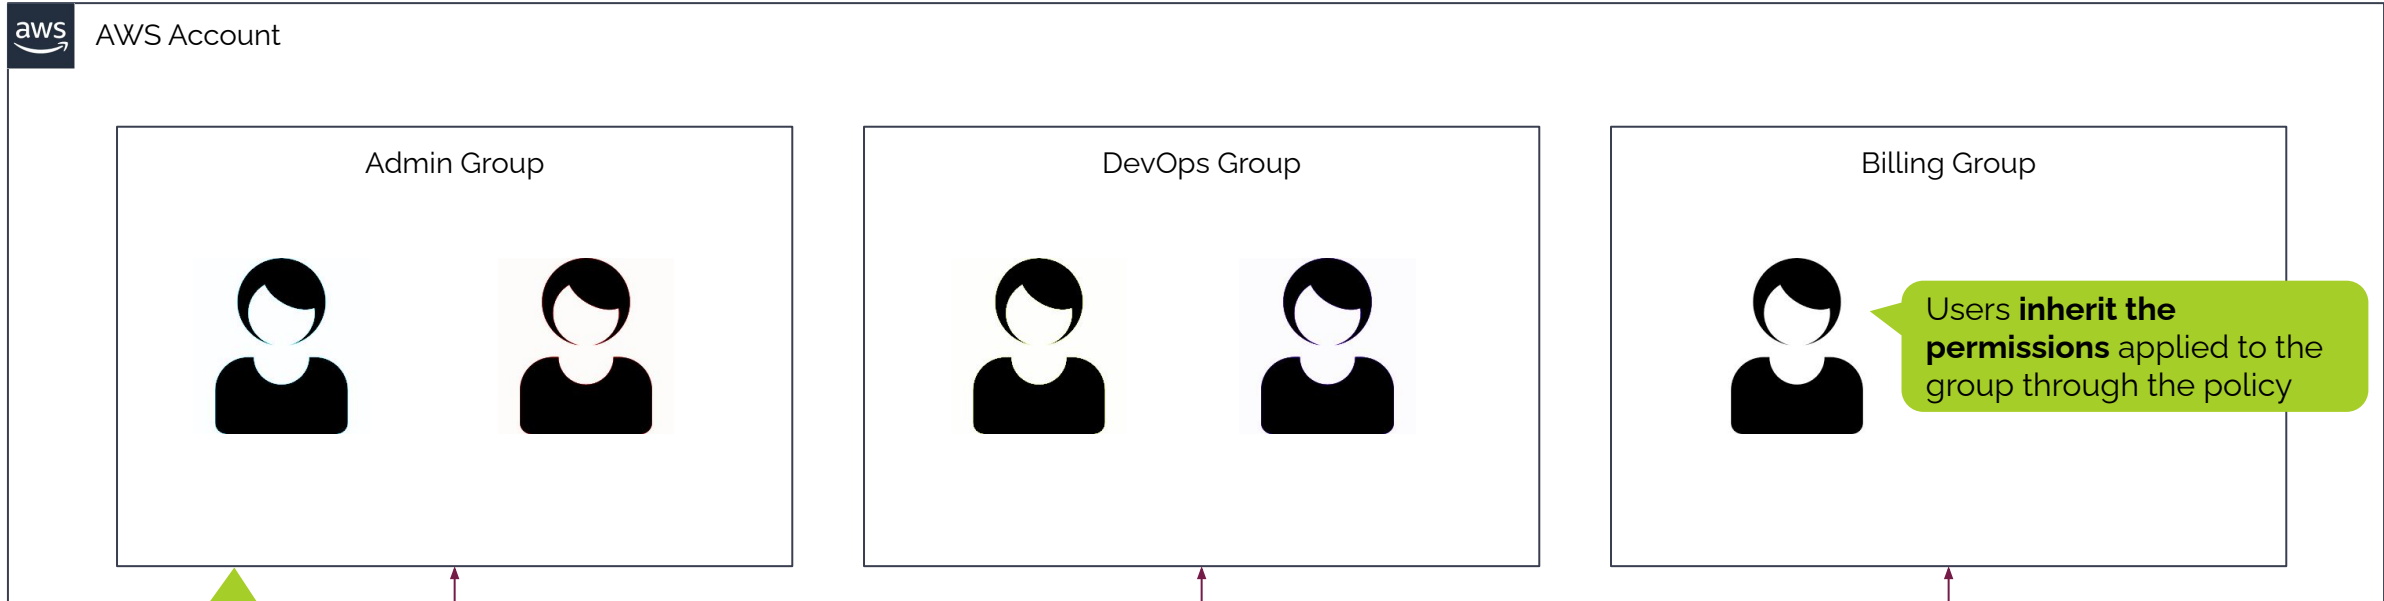 aws
AWS Account
Admin Group
DevOps Group
Billing Group
Users inherit the
permissions applied to the
group through the policy